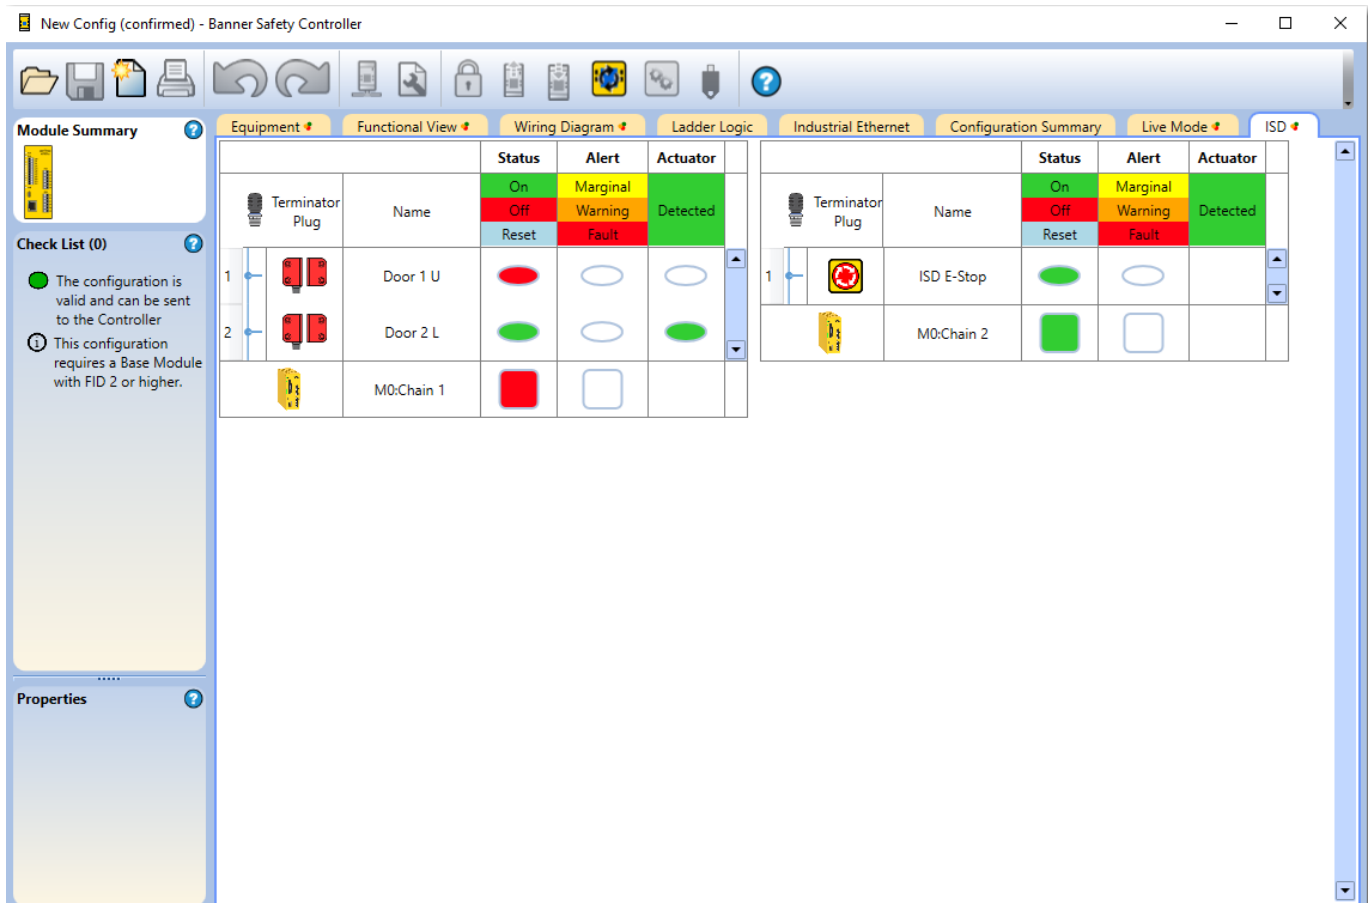 New Config (confirmed) - Banner Safety Controller
Module Summary
Check List (0)
The configuration is
valid and can be sent
to the Controller
This configuration
requires a Base Module
with FID 2 or higher.
Properties
Equipment
Functional View
Wiring Diagram
Ladder Logic
Industrial Ethernet
Configuration Summary
Live Mode
ISD
Status Alert Actuator
Terminator
Plug
Name
On Marginal
Off Warning Detected
Reset Fault
1 Door 1 U
2 Door 2 L
M0:Chain 1
Status Alert Actuator
Terminator
Plug
Name
On Marginal
Off Warning Detected
Reset Fault
1 ISD E-Stop
M0:Chain 2